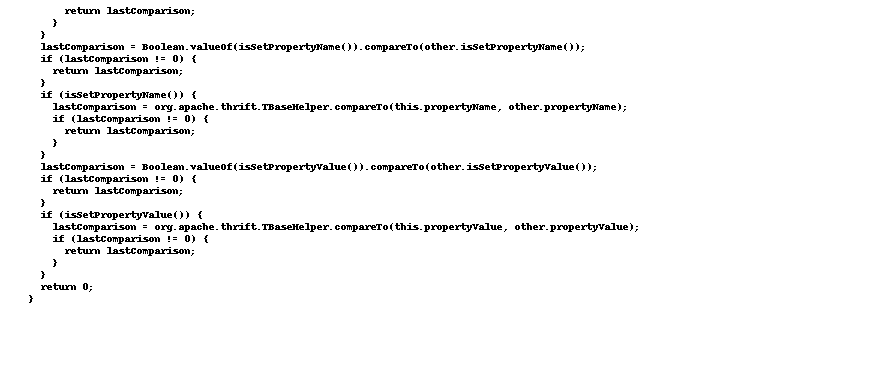 return lastComparison;
}
}
lastComparison = Boolean.valueOf(isSetPropertyName()).compareTo(other.isSetPropertyName());
if (lastComparison != 0) {
return lastComparison;
}
if (isSetPropertyName()) {
lastComparison = org.apache.thrift.TBaseHelper.compareTo(this.propertyName, other.propertyName);
if (lastComparison != 0) {
return lastComparison;
}
}
lastComparison = Boolean.valueOf(isSetPropertyValue()).compareTo(other.isSetPropertyValue());
if (lastComparison != 0) {
return lastComparison;
}
if (isSetPropertyValue()) {
lastComparison = org.apache.thrift.TBaseHelper.compareTo(this.propertyValue, other.propertyValue);
if (lastComparison != 0) {
return lastComparison;
}
}
return 0;
}